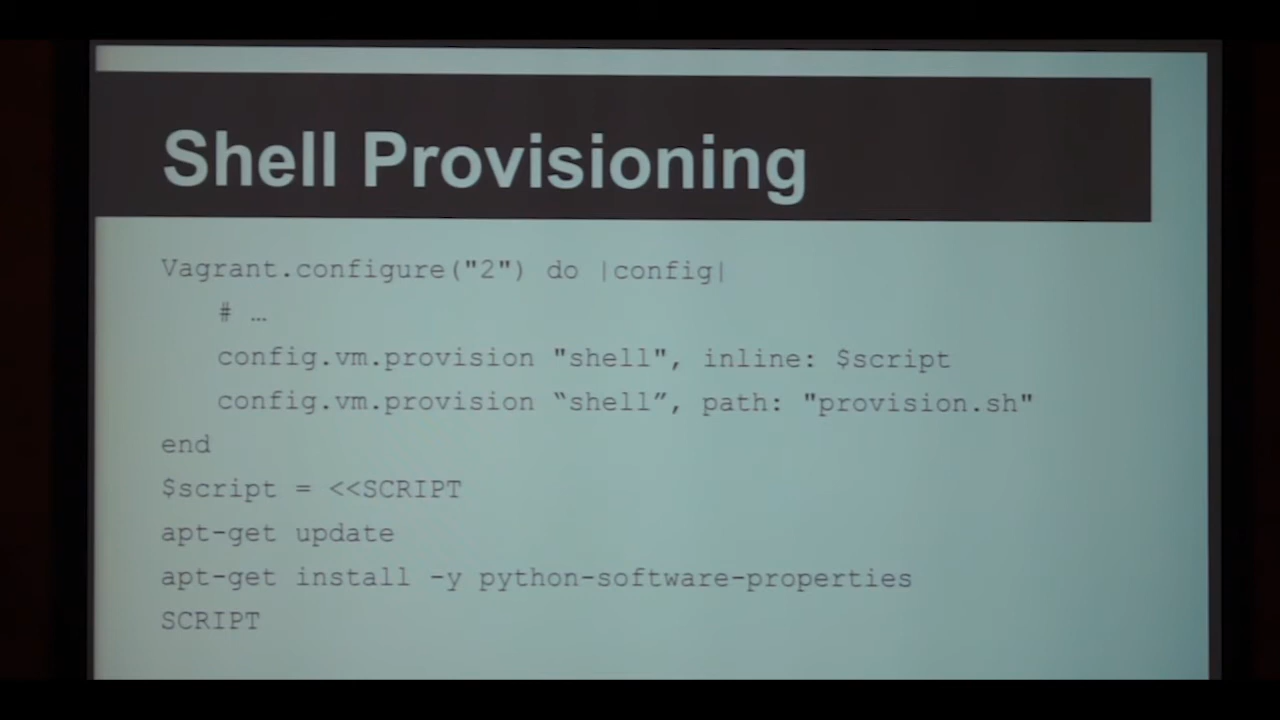 Shell Provisioning
Vagrant.configure("2") do |config|
# …
config.vm.provision "shell", inline: $script
config.vm.provision “shell”, path: "provision.sh"
end
$script = <<SCRIPT
apt-get update
apt-get install -y python-software-properties
SCRIPT